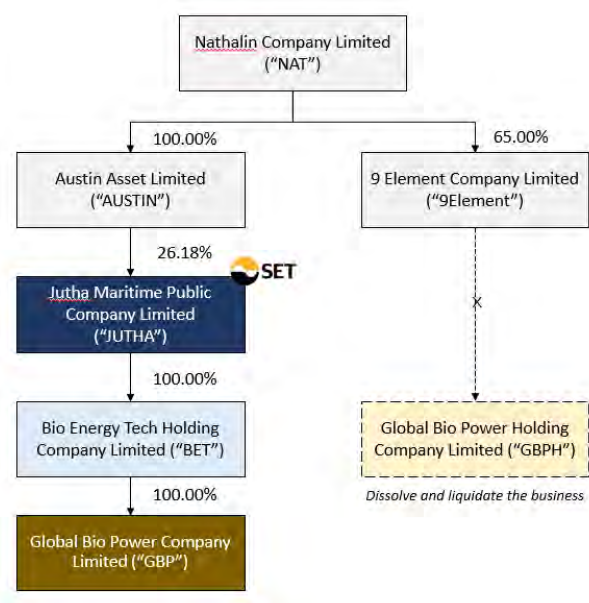 Nathalin Company Limited
(“NAT”)
100.00%
65.00%
Austin Asset Limited
(“AUSTIN”)
9 Element Company Limited
(“9Element”)
26.18%
SET
Jutha Maritime Public
Company Limited
(“JUTHA”)
X
100.00%
Bio Energy Tech Holding
Company Limited (“BET”)
Global Bio Power Holding
Company Limited (“GBPH”)
100.00%
Dissolve and liquidate the business
Global Bio Power Company
Limited (“GBP”)